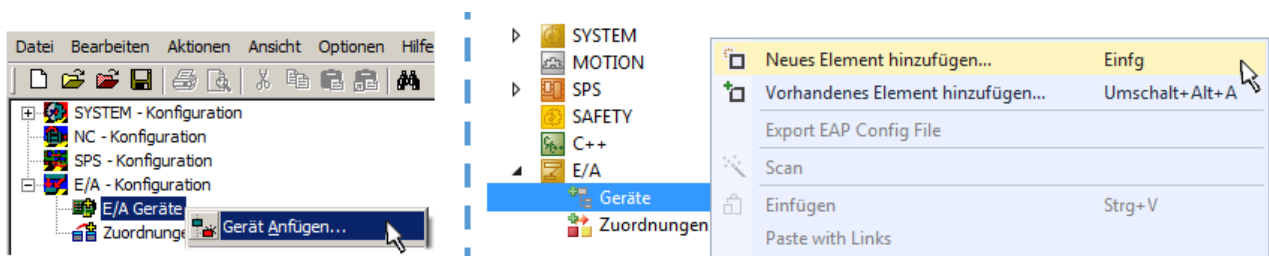 Datei Bearbeiten Aktionen Ansicht Optionen Hilfe
SYSTEM - Konfiguration
NC - Konfiguration
SPS - Konfiguration
E/A - Konfiguration
E/A Geräte
Gerät Anfügen...
Zuordnunge
SYSTEM
MOTION
SPS
SAFETY
C++
E/A
Geräte
Zuordnungen
Neues Element hinzufügen... Einfg
Vorhandenes Element hinzufügen... Umschalt+Alt+A
Export EAP Config File
Scan
Einfügen Strg+V
Paste with Links